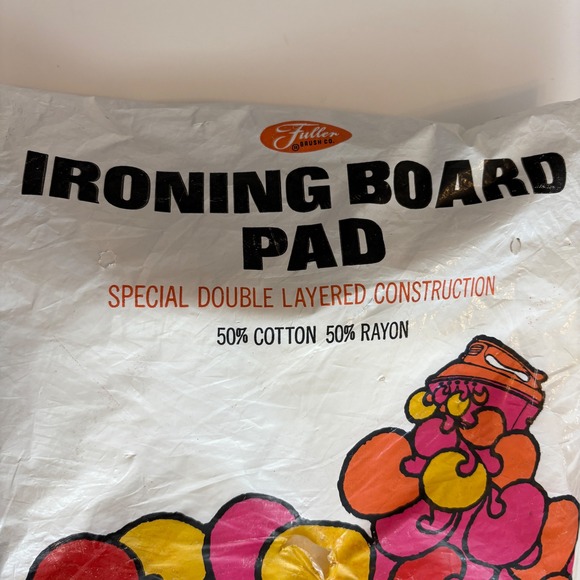 Fuller
® BRUSH CO.
IRONING BOARD
PAD
SPECIAL DOUBLE LAYERED CONSTRUCTION
50% COTTON 50% RAYON